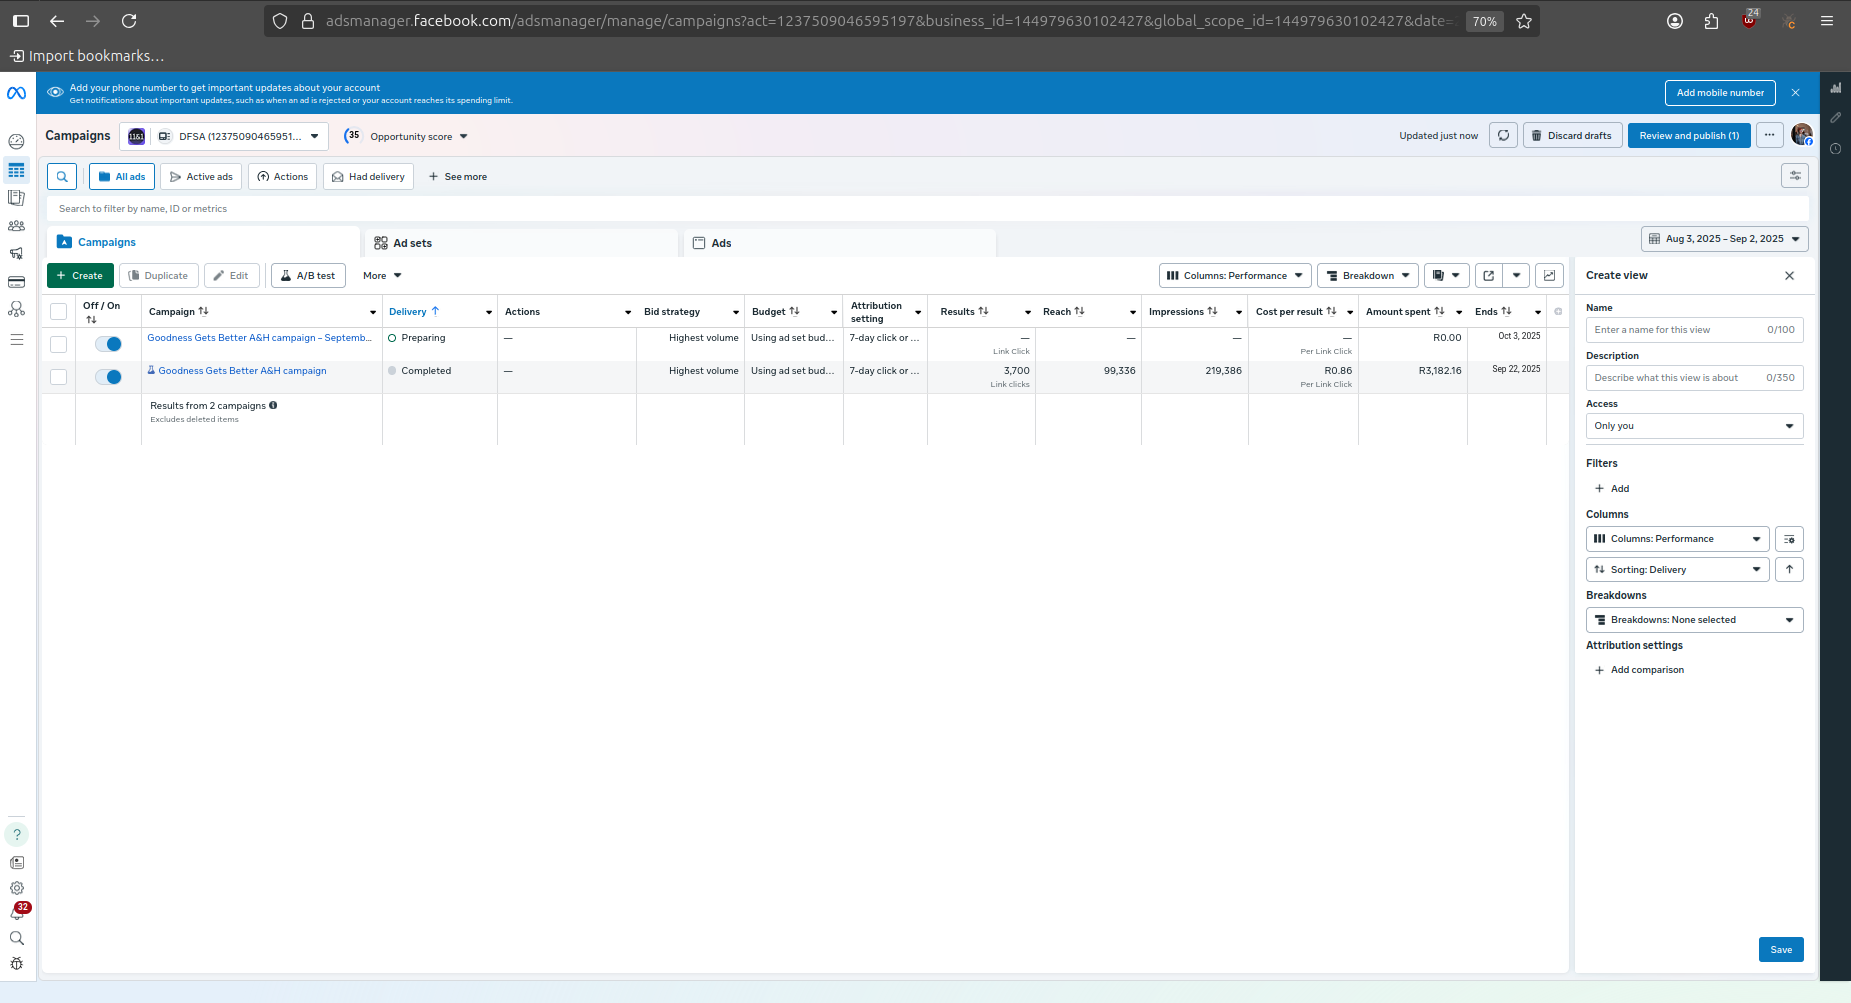 adsmanager.facebook.com/adsmanager/manage/campaigns?act=1237509046595197&business_id=144979630102427&global_scope_id=144979630102427&date=
70%
24
Import bookmarks…
Add your phone number to get important updates about your account
Get notifications about important updates, such as when an ad is rejected or your account reaches its spending limit.
Add mobile number
Campaigns
DFSA (12375090465951...
35
Opportunity score
Updated just now
Discard drafts
Review and publish (1)
All ads
Active ads
Actions
Had delivery
See more
Search to filter by name, ID or metrics
Campaigns
Ad sets
Ads
Aug 3, 2025 – Sep 2, 2025
+ Create
Duplicate
Edit
A/B test
More
Columns: Performance
Breakdown
Off / On
Campaign
Delivery ↑
Actions
Bid strategy
Budget
Attribution setting
Results
Reach
Impressions
Cost per result
Amount spent
Ends
Goodness Gets Better A&H campaign – Septemb...
Preparing
—
Highest volume
Using ad set bud...
7-day click or ...
—
Link Click
—
—
—
Per Link Click
R0.00
Oct 3, 2025
Goodness Gets Better A&H campaign
Completed
—
Highest volume
Using ad set bud...
7-day click or ...
3,700
Link clicks
99,336
219,386
R0.86
Per Link Click
R3,182.16
Sep 22, 2025
Results from 2 campaigns
Excludes deleted items
Create view
Name
Enter a name for this view 0/100
Description
Describe what this view is about 0/350
Access
Only you
Filters
+ Add
Columns
Columns: Performance
Sorting: Delivery
Breakdowns
Breakdowns: None selected
Attribution settings
+ Add comparison
Save
?
32